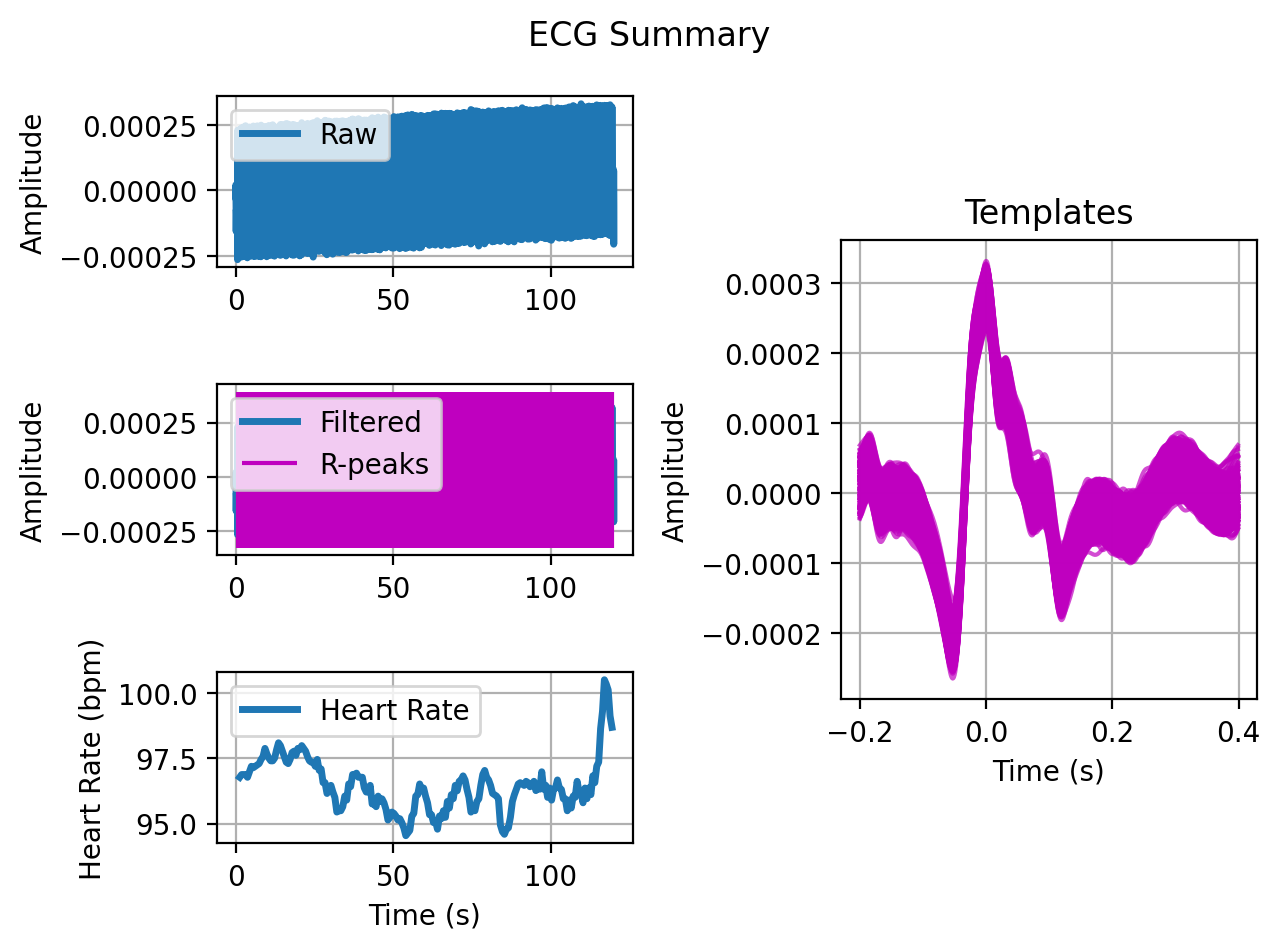 ECG Summary
Amplitude
0.00025
0.00000
−0.00025
Raw
0
50
100
Amplitude
0.00025
0.00000
−0.00025
Filtered
R-peaks
0
50
100
Heart Rate (bpm)
100.0
97.5
95.0
Heart Rate
0
50
100
Time (s)
Templates
Amplitude
0.0003
0.0002
0.0001
0.0000
−0.0001
−0.0002
−0.2
0.0
0.2
0.4
Time (s)